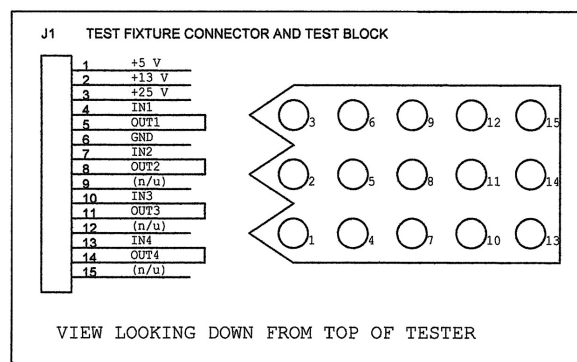 J1 TEST FIXTURE CONNECTOR AND TEST BLOCK
1 +5 V
2 +13 V
3 +25 V
4 IN1
5 OUT1
6 GND
7 IN2
8 OUT2
9 (n/u)
10 IN3
11 OUT3
12 (n/u)
13 IN4
14 OUT4
15 (n/u)
3 6 9 12 15
2 5 8 11 14
1 4 7 10 13
VIEW LOOKING DOWN FROM TOP OF TESTER